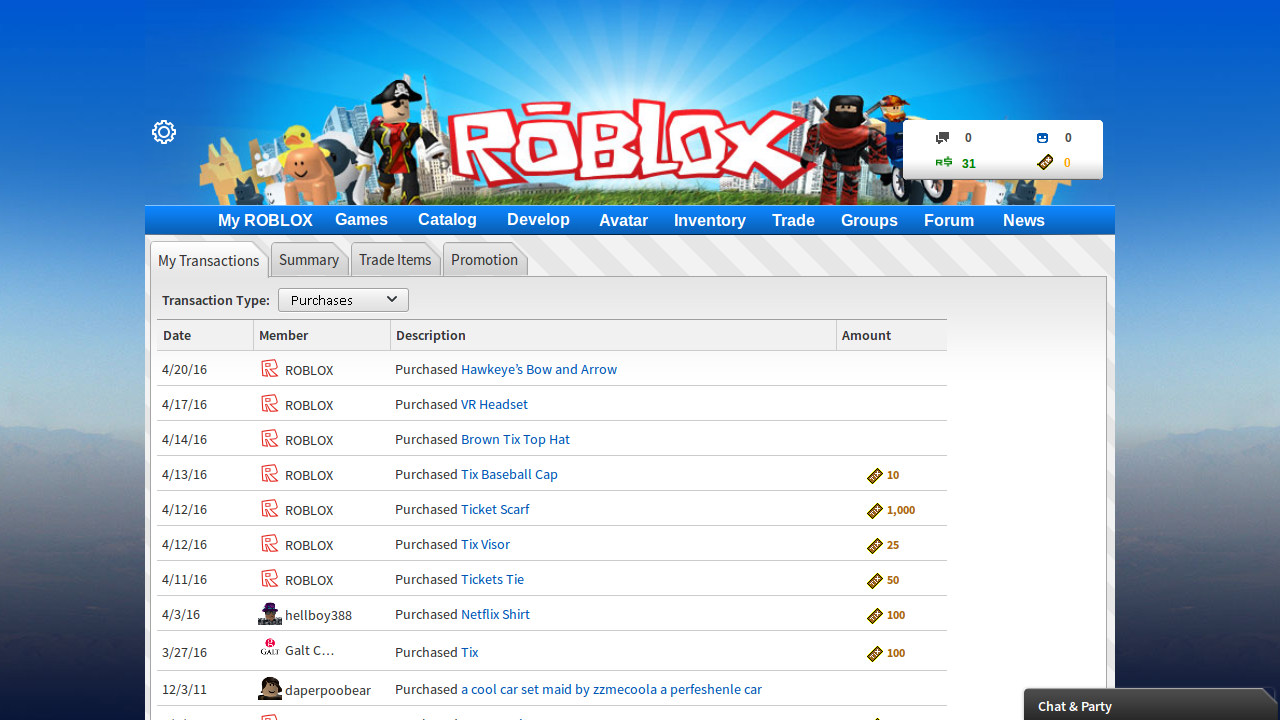 RŌBLOX
0 0
R$ 31 0
My ROBLOX Games Catalog Develop Avatar Inventory Trade Groups Forum News
My Transactions Summary Trade Items Promotion
Transaction Type: Purchases
Date Member Description Amount
4/20/16 ROBLOX Purchased Hawkeye's Bow and Arrow
4/17/16 ROBLOX Purchased VR Headset
4/14/16 ROBLOX Purchased Brown Tix Top Hat
4/13/16 ROBLOX Purchased Tix Baseball Cap 10
4/12/16 ROBLOX Purchased Ticket Scarf 1,000
4/12/16 ROBLOX Purchased Tix Visor 25
4/11/16 ROBLOX Purchased Tickets Tie 50
4/3/16 hellboy388 Purchased Netflix Shirt 100
3/27/16 GALT Galt C... Purchased Tix 100
12/3/11 daperpoobear Purchased a cool car set maid by zzmecoola a perfeshenle car
Chat & Party